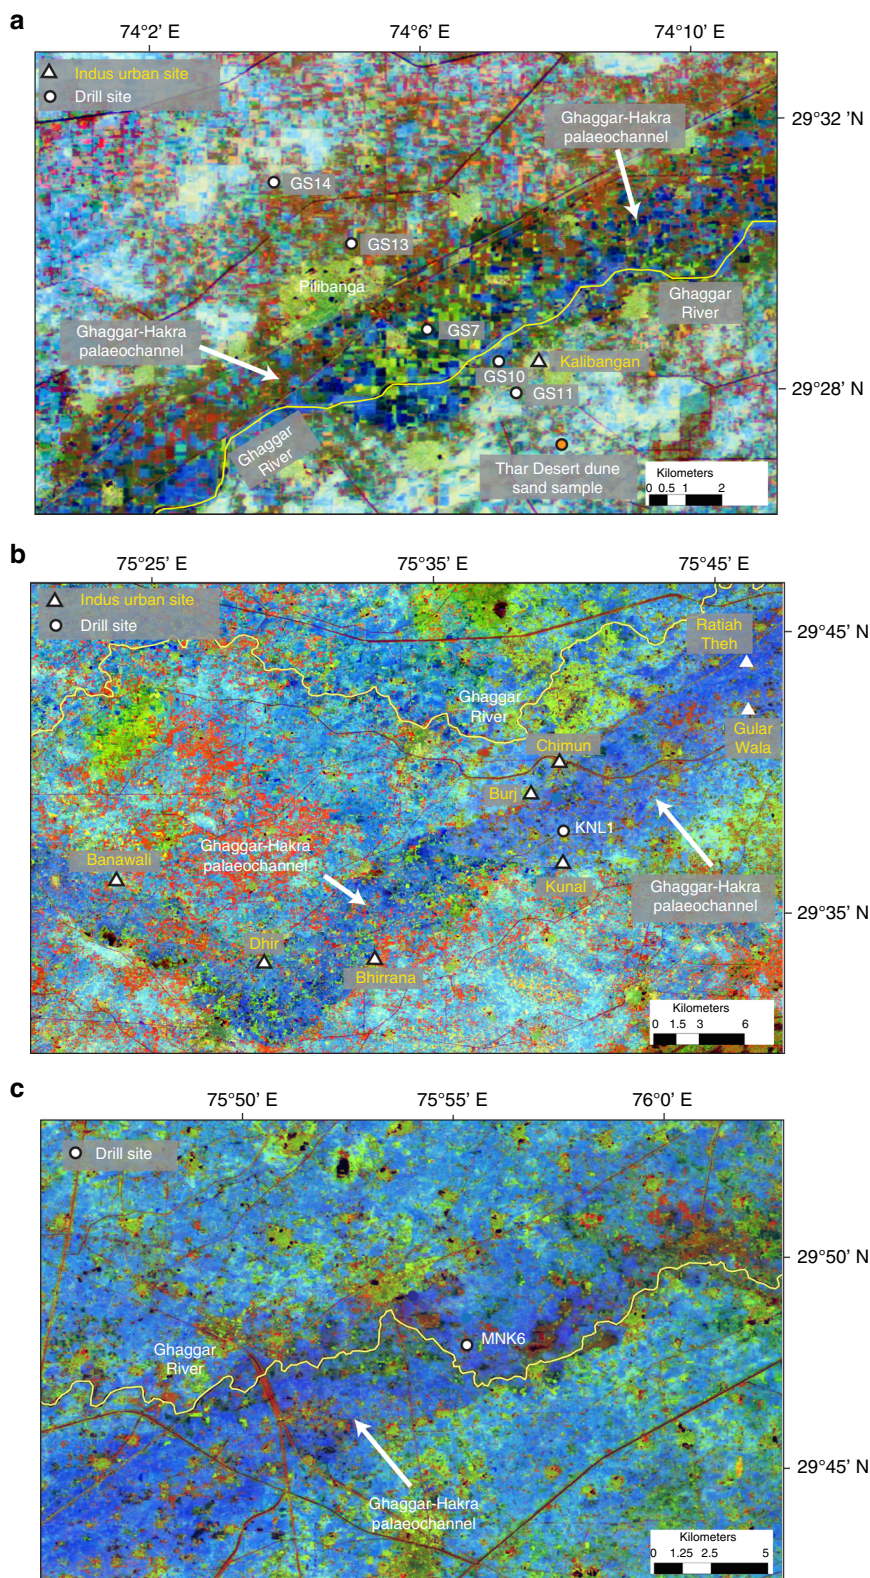 a
74°2’ E
74°6’ E
74°10’ E
Indus urban site
Drill site
Ghaggar-Hakra
palaeochannel
29°32 ’N
GS14
GS13
Pilibanga
Ghaggar
River
Ghaggar-Hakra
palaeochannel
GS7
Kalibangan
GS10
GS11
29°28’ N
Ghaggar
River
Thar Desert dune
sand sample
Kilometers
0 0.5 1 2
b
75°25’ E
75°35’ E
75°45’ E
Indus urban site
Drill site
Ratiah
Theh
29°45’ N
Ghaggar
River
Gular
Wala
Chimun
Burj
KNL1
Ghaggar-Hakra
palaeochannel
Banawali
Kunal
Ghaggar-Hakra
palaeochannel
29°35’ N
Dhir
Bhirrana
Kilometers
0 1.5 3 6
c
75°50’ E
75°55’ E
76°0’ E
Drill site
29°50’ N
MNK6
Ghaggar
River
29°45’ N
Ghaggar-Hakra
palaeochannel
Kilometers
0 1.25 2.5 5